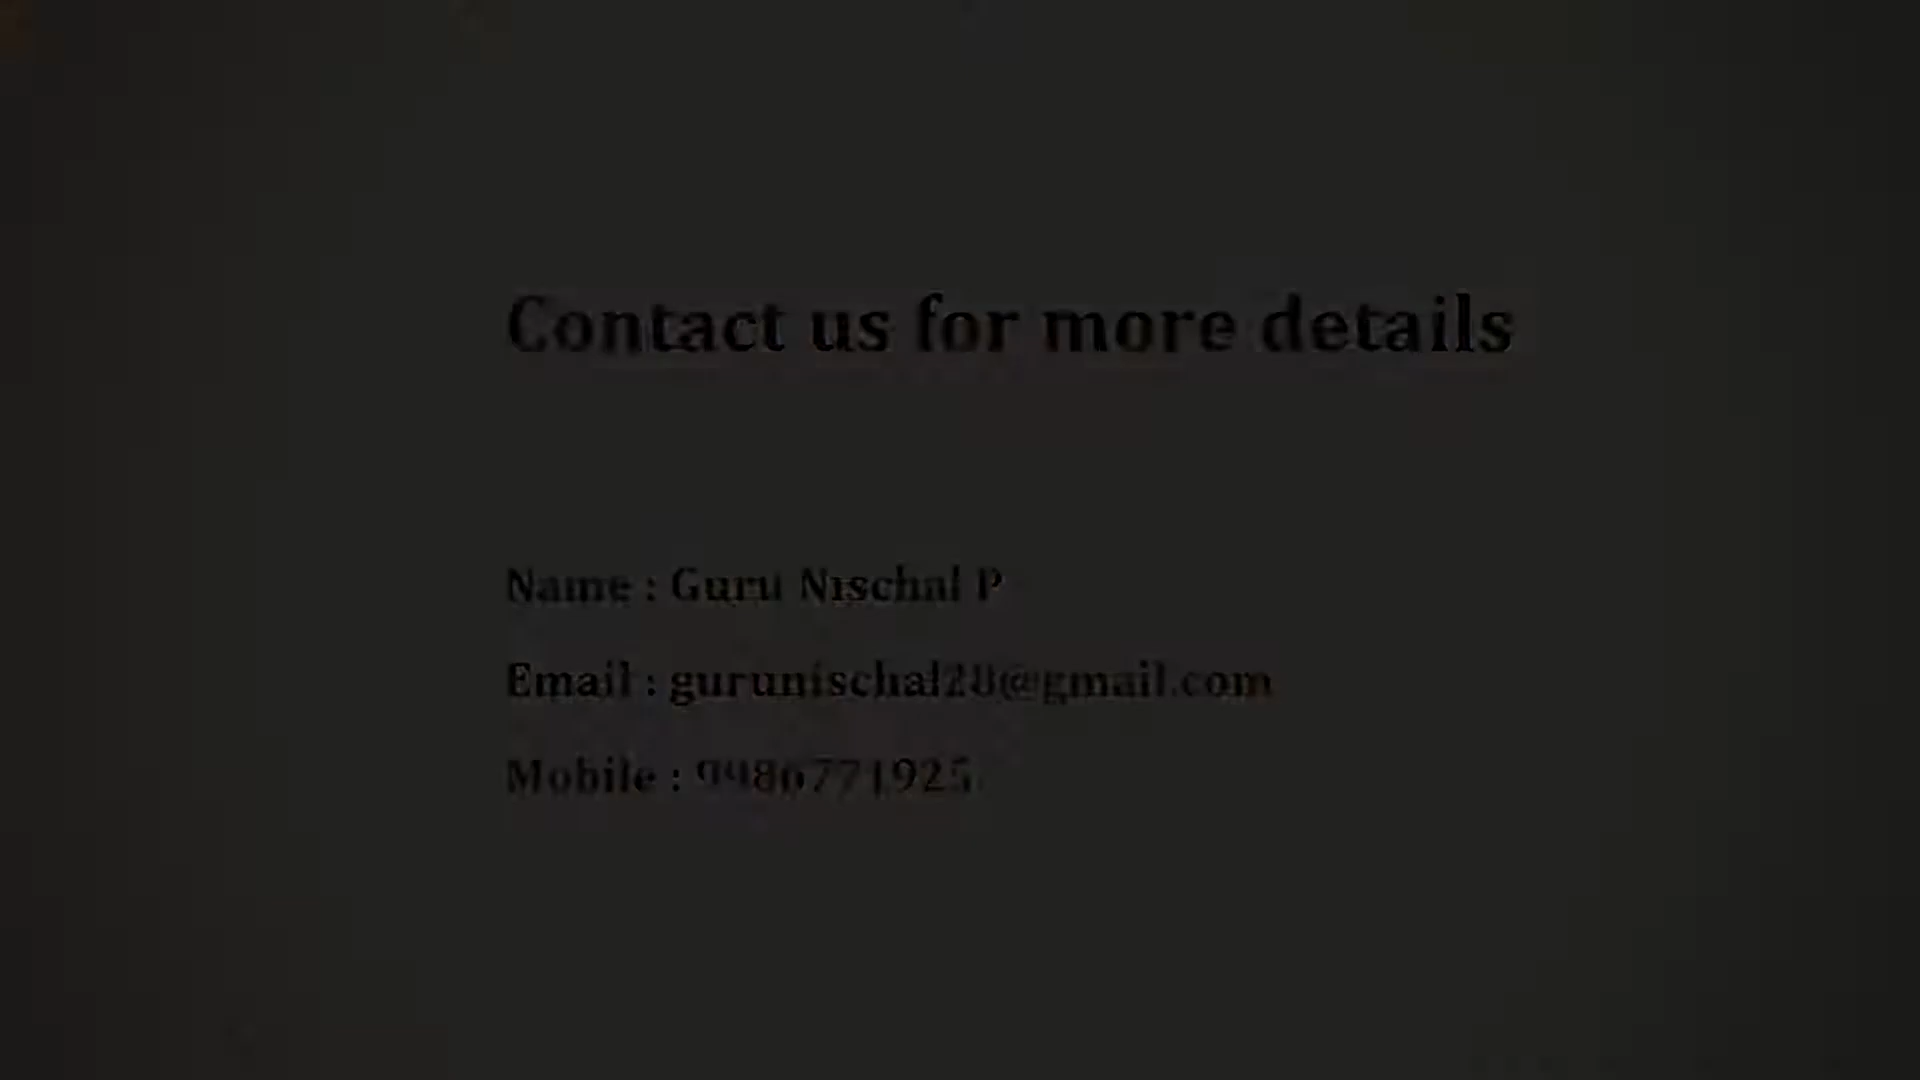 Contact us for more details
Name : Guru Nischal P
Email : gurunischal28@gmail.com
Mobile : 9986771925